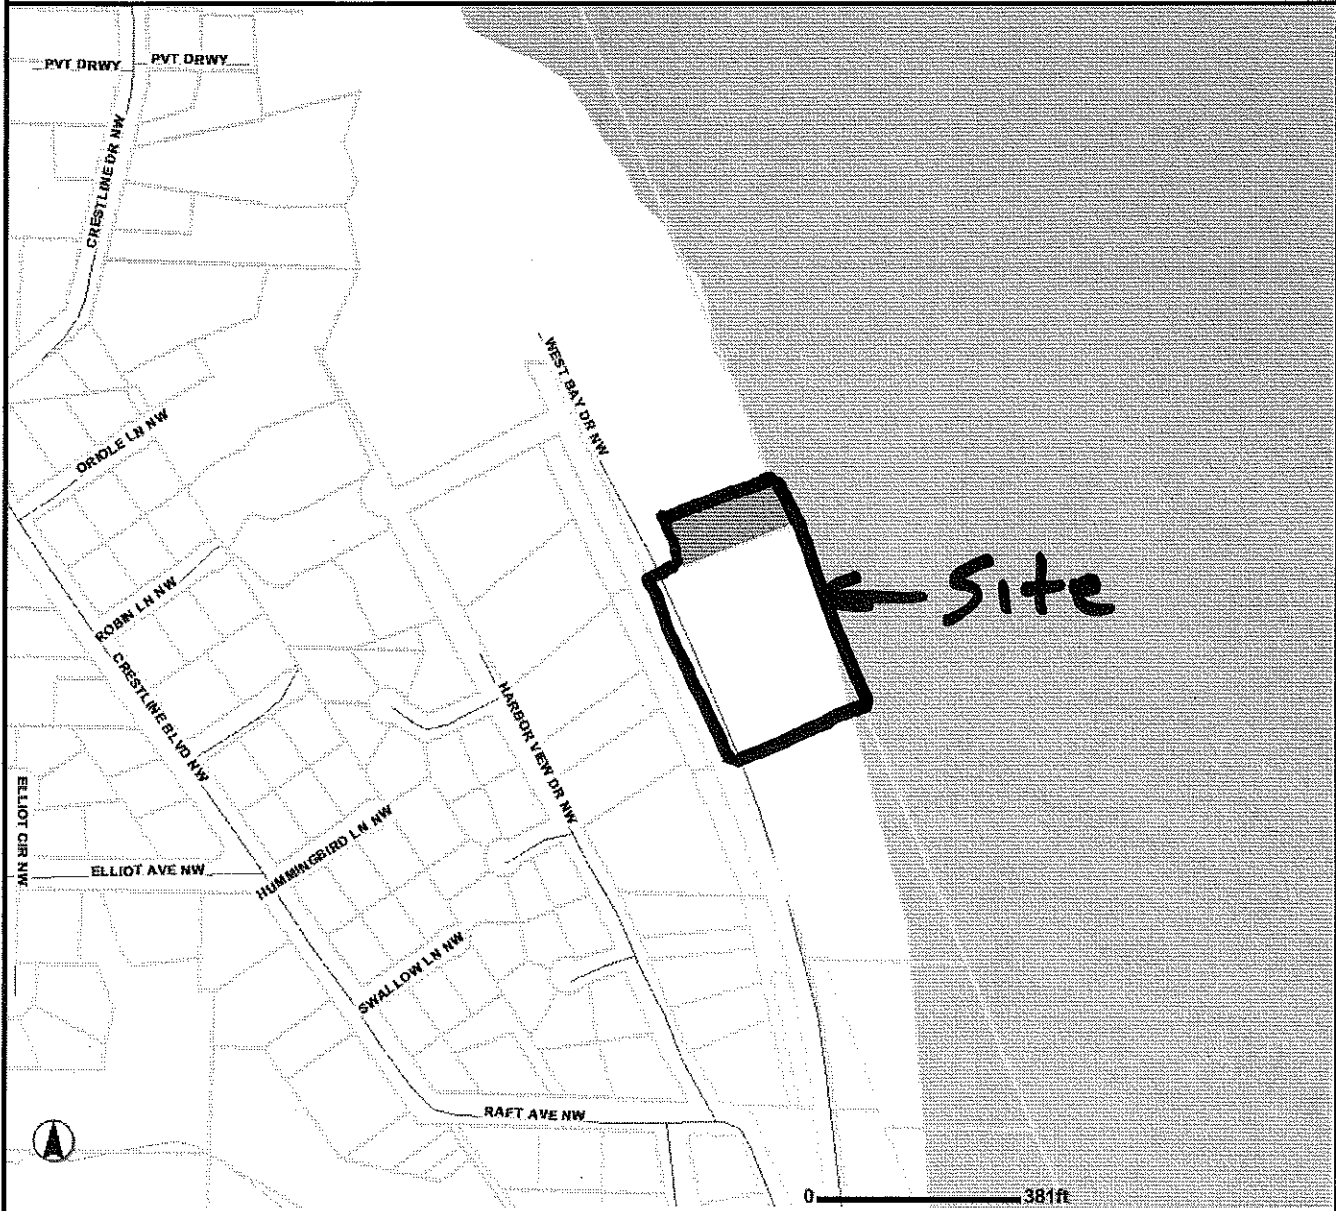 PVT DRWY
PVT DRWY
CRESTLINE DR NW
WEST BAY DR NW
ORIOLE LN NW
Site
ROBIN LN NW
CRESTLINE BLVD NW
HARBOR VIEW DR NW
ELLIOT CIR NW
HUMMINGBIRD LN NW
ELLIOT AVE NW
SWALLOW LN NW
RAFT AVE NW
0
381ft